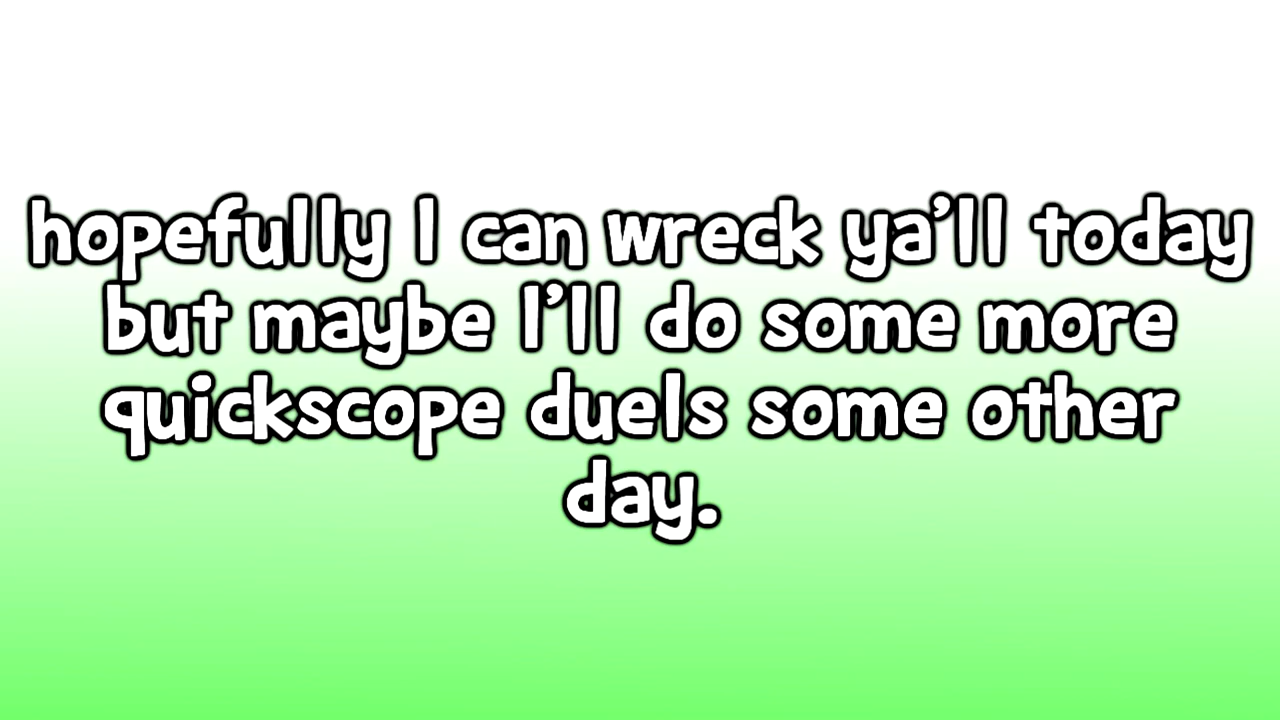 hopefully I can wreck ya'll today
but maybe I'll do some more
quickscope duels some other
day.